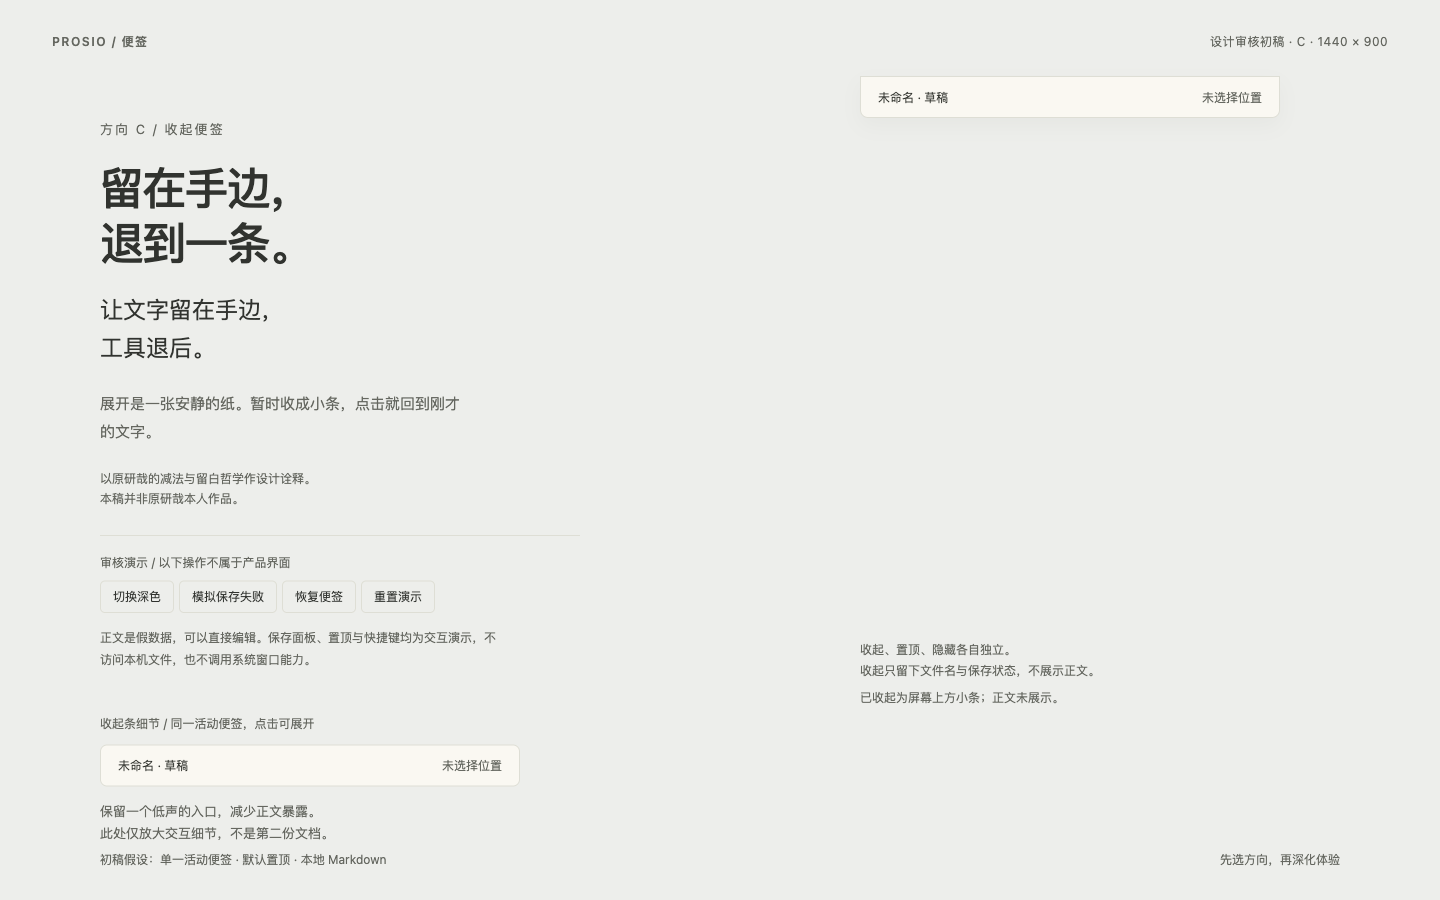 PROSIO / 便签
设计审核初稿 · C · 1440 × 900
未命名 · 草稿
未选择位置
方向 C / 收起便签
留在手边，
退到一条。
让文字留在手边，
工具退后。
展开是一张安静的纸。暂时收成小条，点击就回到刚才
的文字。
以原研哉的减法与留白哲学作设计诠释。
本稿并非原研哉本人作品。
审核演示 / 以下操作不属于产品界面
切换深色
模拟保存失败
恢复便签
重置演示
正文是假数据，可以直接编辑。保存面板、置顶与快捷键均为交互演示，不
访问本机文件，也不调用系统窗口能力。
收起、置顶、隐藏各自独立。
收起只留下文件名与保存状态，不展示正文。
已收起为屏幕上方小条；正文未展示。
收起条细节 / 同一活动便签，点击可展开
未命名 · 草稿
未选择位置
保留一个低声的入口，减少正文暴露。
此处仅放大交互细节，不是第二份文档。
初稿假设：单一活动便签 · 默认置顶 · 本地 Markdown
先选方向，再深化体验